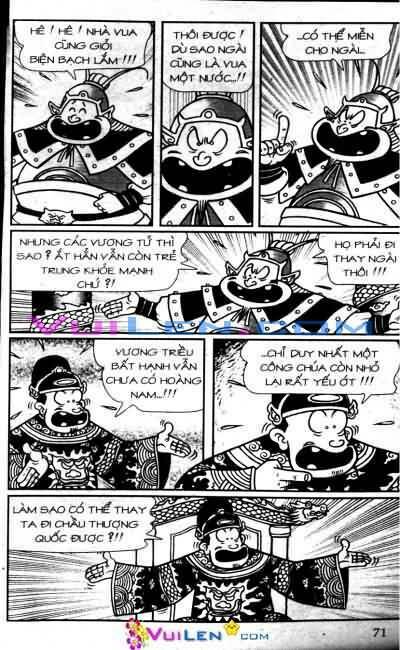 HÊ ! HÊ ! NHÀ VUA
CŨNG GIỎI
BIỆN BẠCH LẮM !!!
THÔI ĐƯỢC !
DÙ SAO NGÀI
CŨNG LÀ VUA
MỘT NƯỚC...!!
...CÓ THỂ MIỄN
CHO NGÀI...
NHƯNG CÁC VƯƠNG TỬ THÌ
SAO ? ẮT HẲN VẪN CÒN TRẺ
TRUNG KHỎE MẠNH
CHỨ ?!
HỌ PHẢI ĐI
THAY NGÀI
THÔI !!!
VUILEN.COM
VƯƠNG TRIỀU
BẤT HẠNH VẪN
CHƯA CÓ HOÀNG
NAM...!!!
...CHỈ DUY NHẤT MỘT
CÔNG CHÚA CÒN NHỎ
LẠI RẤT YẾU ỚT !!!...
LÀM SAO CÓ THỂ THAY
TA ĐI CHẦU THƯỢNG
QUỐC ĐƯỢC ?!!
71
VUILEN.COM